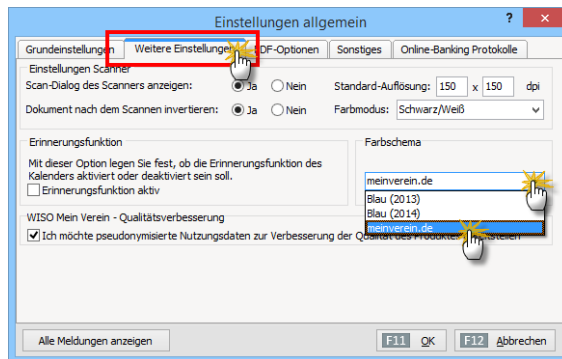 Einstellungen allgemein
? ×
Grundeinstellungen Weitere Einstellungen PDF-Optionen Sonstiges Online-Banking Protokolle
Einstellungen Scanner
Scan-Dialog des Scanners anzeigen: Ja Nein Standard-Auflösung: 150 x 150 dpi
Dokument nach dem Scannen invertieren: Ja Nein Farbmodus: Schwarz/Weiß
Erinnerungsfunktion Farbschema
Mit dieser Option legen Sie fest, ob die Erinnerungsfunktion des
Kalenders aktiviert oder deaktiviert sein soll.
Erinnerungsfunktion aktiv
meinverein.de
Blau (2013)
Blau (2014)
meinverein.de
WISO Mein Verein - Qualitätsverbesserung
Ich möchte pseudonymisierte Nutzungsdaten zur Verbesserung der Qualität des Produktes
Alle Meldungen anzeigen F11 OK F12 Abbrechen